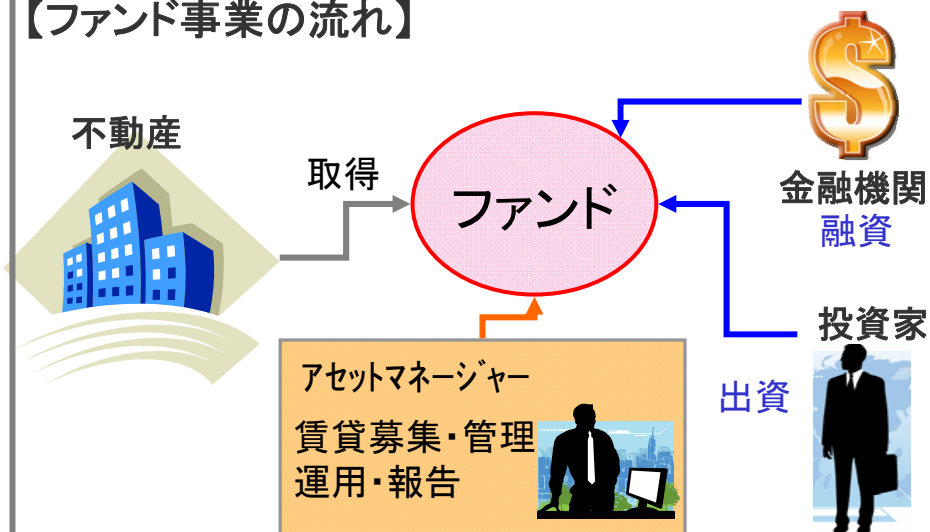 【ファンド事業の流れ】
不動産
取得
ファンド
金融機関
融資
投資家
出資
アセットマネージャー
賃貸募集・管理
運用・報告